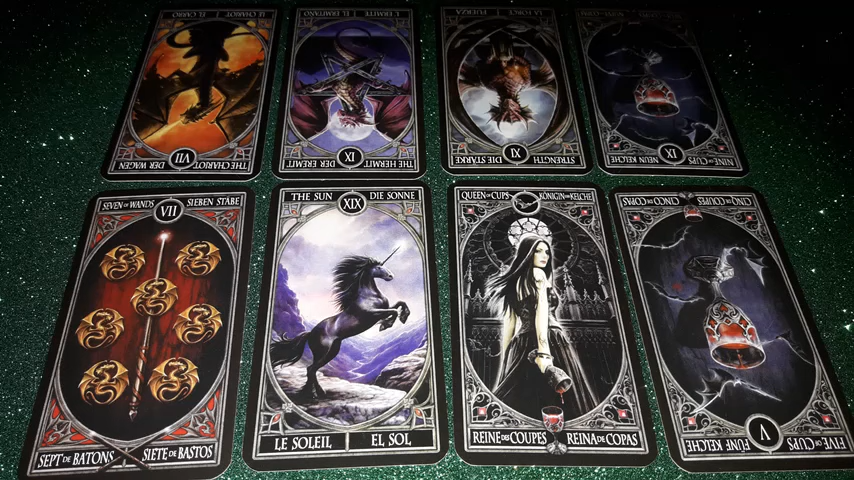 LE CHARIOT EL CARRO
VII
THE CHARIOT DER WAGEN
L'ERMITE EL ERMITAÑO
IX
THE HERMIT DER EREMIT
LA FORCE FUERZA
XI
STRENGTH DIE STÄRKE
IX
NINE OF CUPS NEUN KELCHE
SEVEN OF WANDS VII SIEBEN STÄBE
SEPT DE BATONS SIETE DE BASTOS
THE SUN XIX DIE SONNE
LE SOLEIL EL SOL
QUEEN OF CUPS KÖNIGIN DER KELCHE
REINE DES COUPES REINA DE COPAS
CINQ DE COUPES CINCO DE COPAS
V
FIVE OF CUPS FÜNF KELCHE